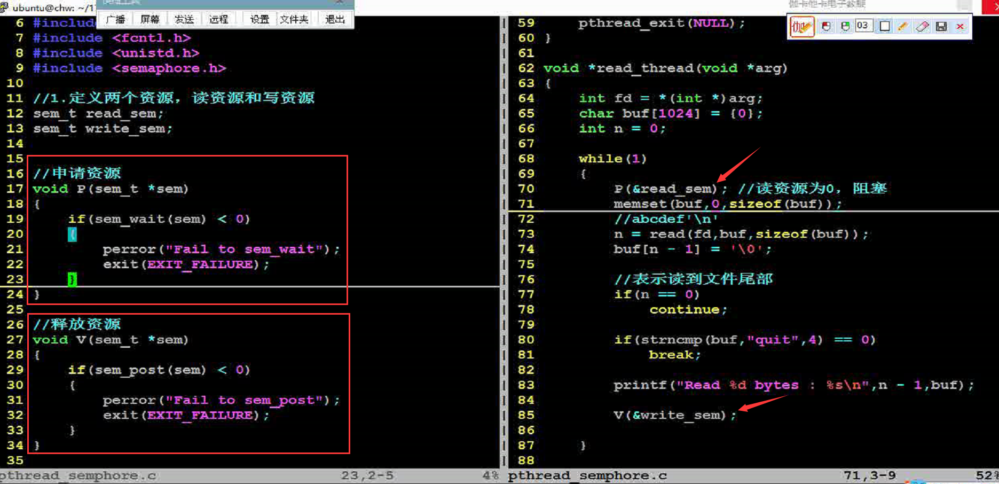 ubuntu@chw: ~/1
广播 屏幕 发送 远程 设置 文件夹 退出
03
6 #include
7 #include <fcntl.h>
8 #include <unistd.h>
9 #include <semaphore.h>
10
11 //1.定义两个资源，读资源和写资源
12 sem_t read_sem;
13 sem_t write_sem;
14
15
16 //申请资源
17 void P(sem_t *sem)
18 {
19     if(sem_wait(sem) < 0)
20     {
21         perror("Fail to sem_wait");
22         exit(EXIT_FAILURE);
23     }
24 }
25
26 //释放资源
27 void V(sem_t *sem)
28 {
29     if(sem_post(sem) < 0)
30     {
31         perror("Fail to sem_post");
32         exit(EXIT_FAILURE);
33     }
34 }
35
pthread_semphore.c 23,2-5 4%
59     pthread_exit(NULL);
60 }
61
62 void *read_thread(void *arg)
63 {
64     int fd = *(int *)arg;
65     char buf[1024] = {0};
66     int n = 0;
67
68     while(1)
69     {
70         P(&read_sem); //读资源为0，阻塞
71         memset(buf,0,sizeof(buf));
72         //abcdef'\n'
73         n = read(fd,buf,sizeof(buf));
74         buf[n - 1] = '\0';
75
76         //表示读到文件尾部
77         if(n == 0)
78             continue;
79
80         if(strncmp(buf,"quit",4) == 0)
81             break;
82
83         printf("Read %d bytes : %s\n",n - 1,buf);
84
85         V(&write_sem);
86
87     }
88
pthread_semphore.c 71,3-9 52%